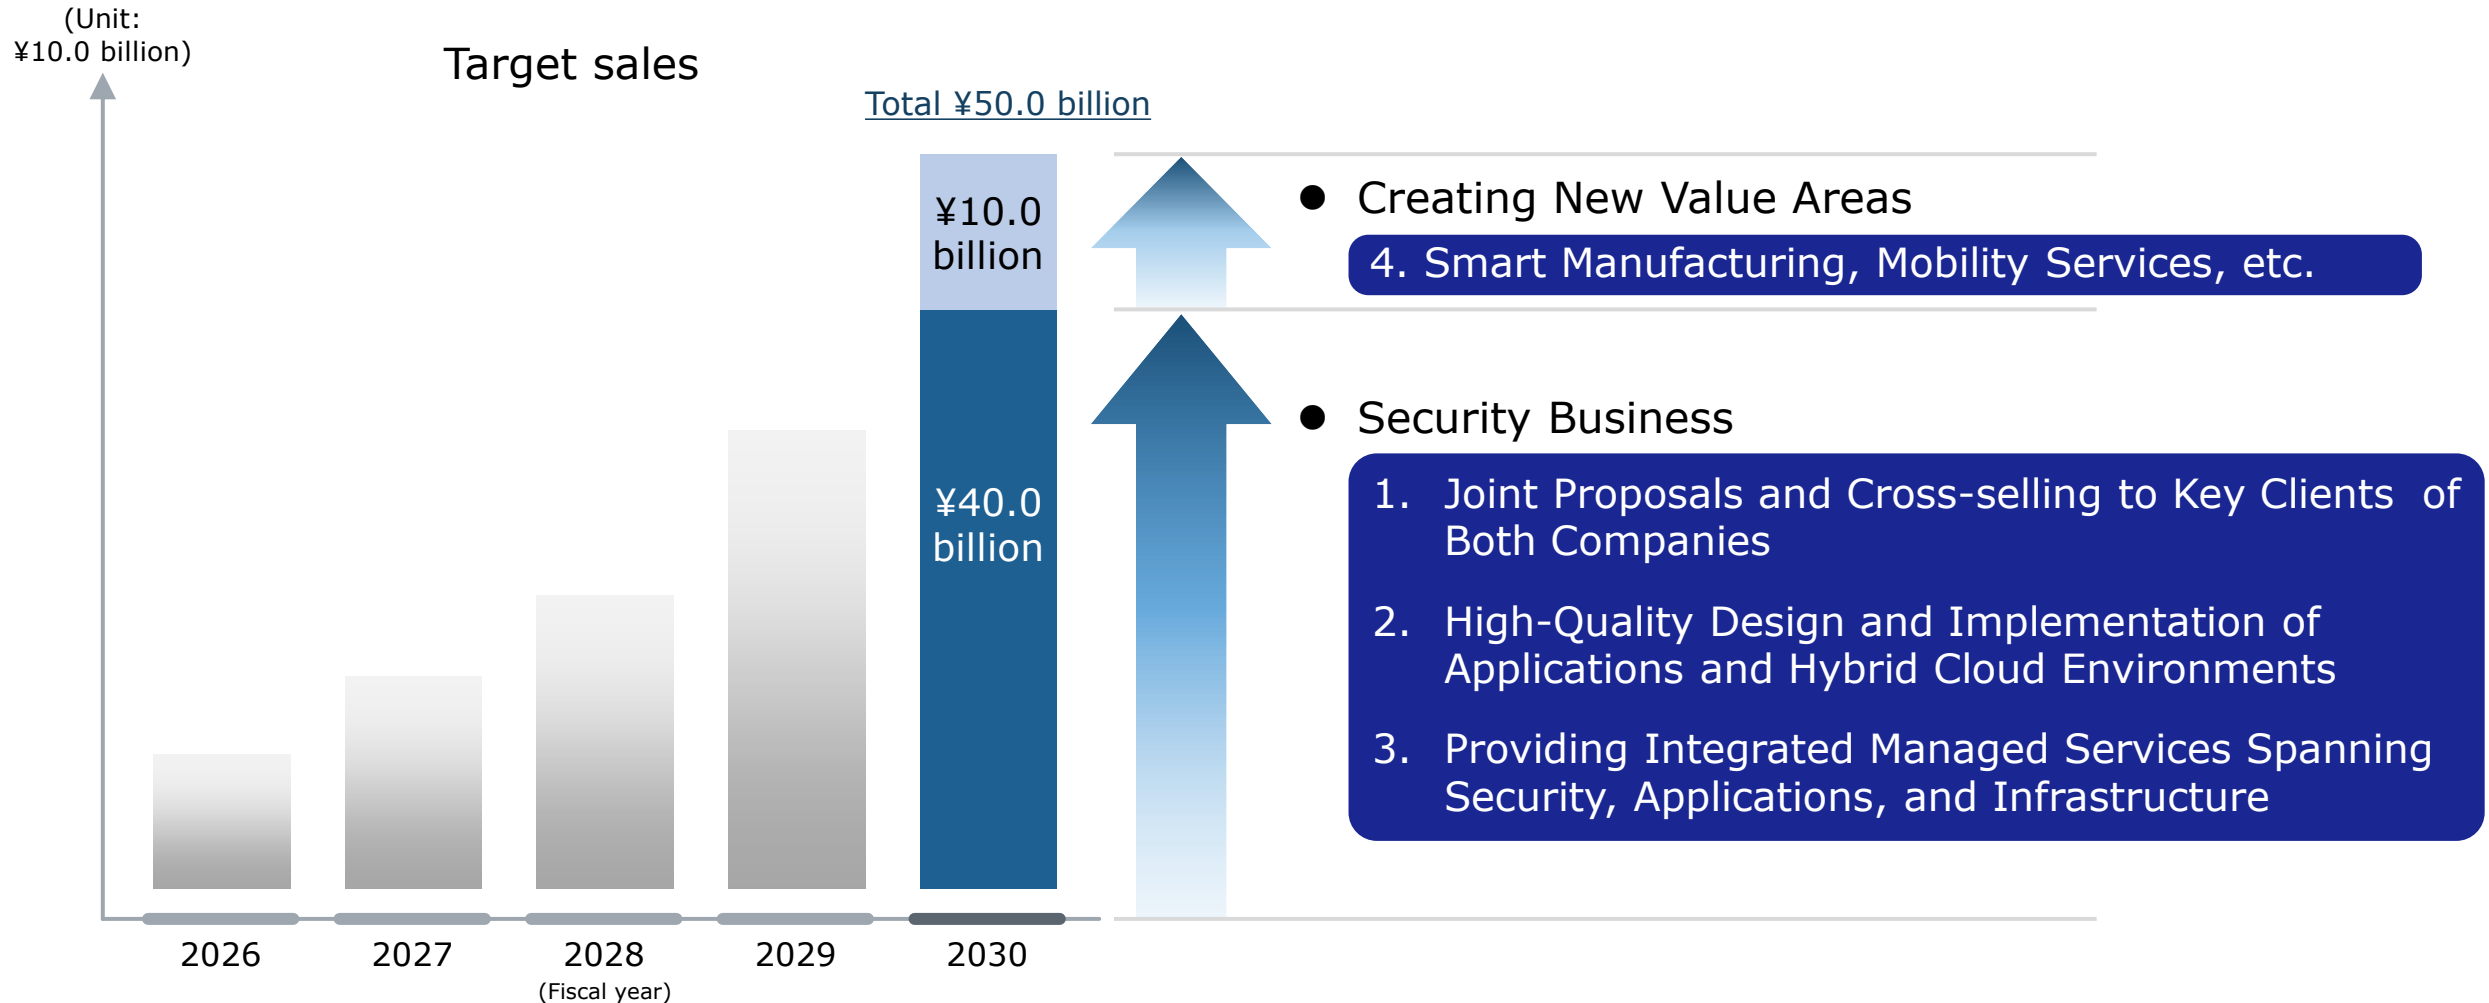 (Unit:
¥10.0 billion)
Target sales
Total ¥50.0 billion
¥10.0
billion
¥40.0
billion
2026
2027
2028
2029
2030
(Fiscal year)
● Creating New Value Areas
4. Smart Manufacturing, Mobility Services, etc.
● Security Business
1. Joint Proposals and Cross-selling to Key Clients of
Both Companies
2. High-Quality Design and Implementation of
Applications and Hybrid Cloud Environments
3. Providing Integrated Managed Services Spanning
Security, Applications, and Infrastructure